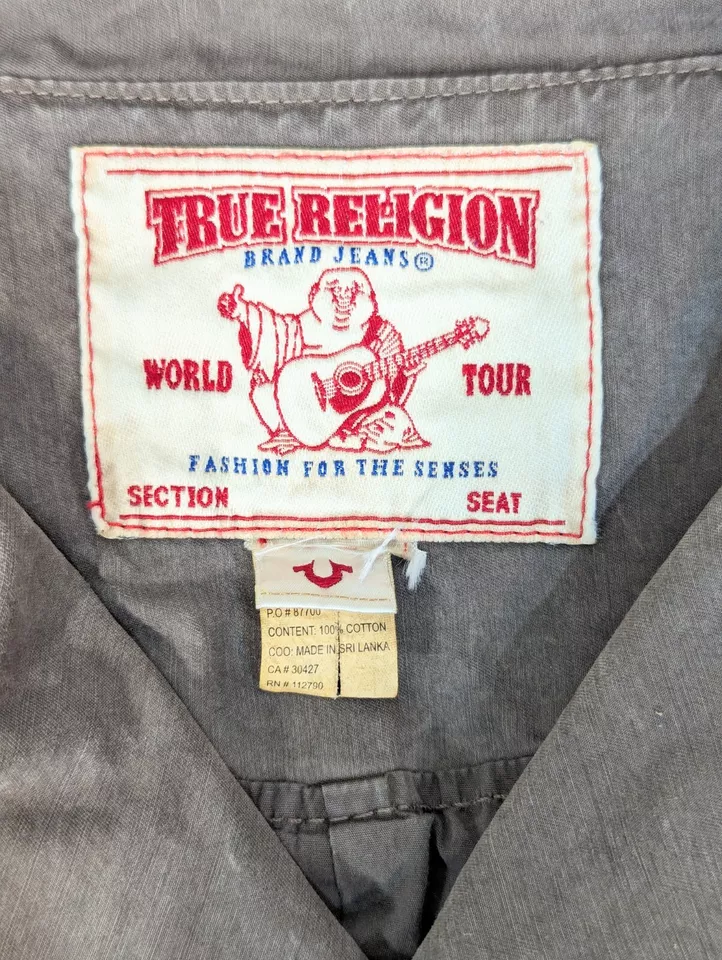 TRUE RELIGION
BRAND JEANS®
WORLD TOUR
FASHION FOR THE SENSES
SECTION SEAT
P.O # 87700
CONTENT: 100% COTTON
COO: MADE IN SRI LANKA
CA # 30427
RN # 112790